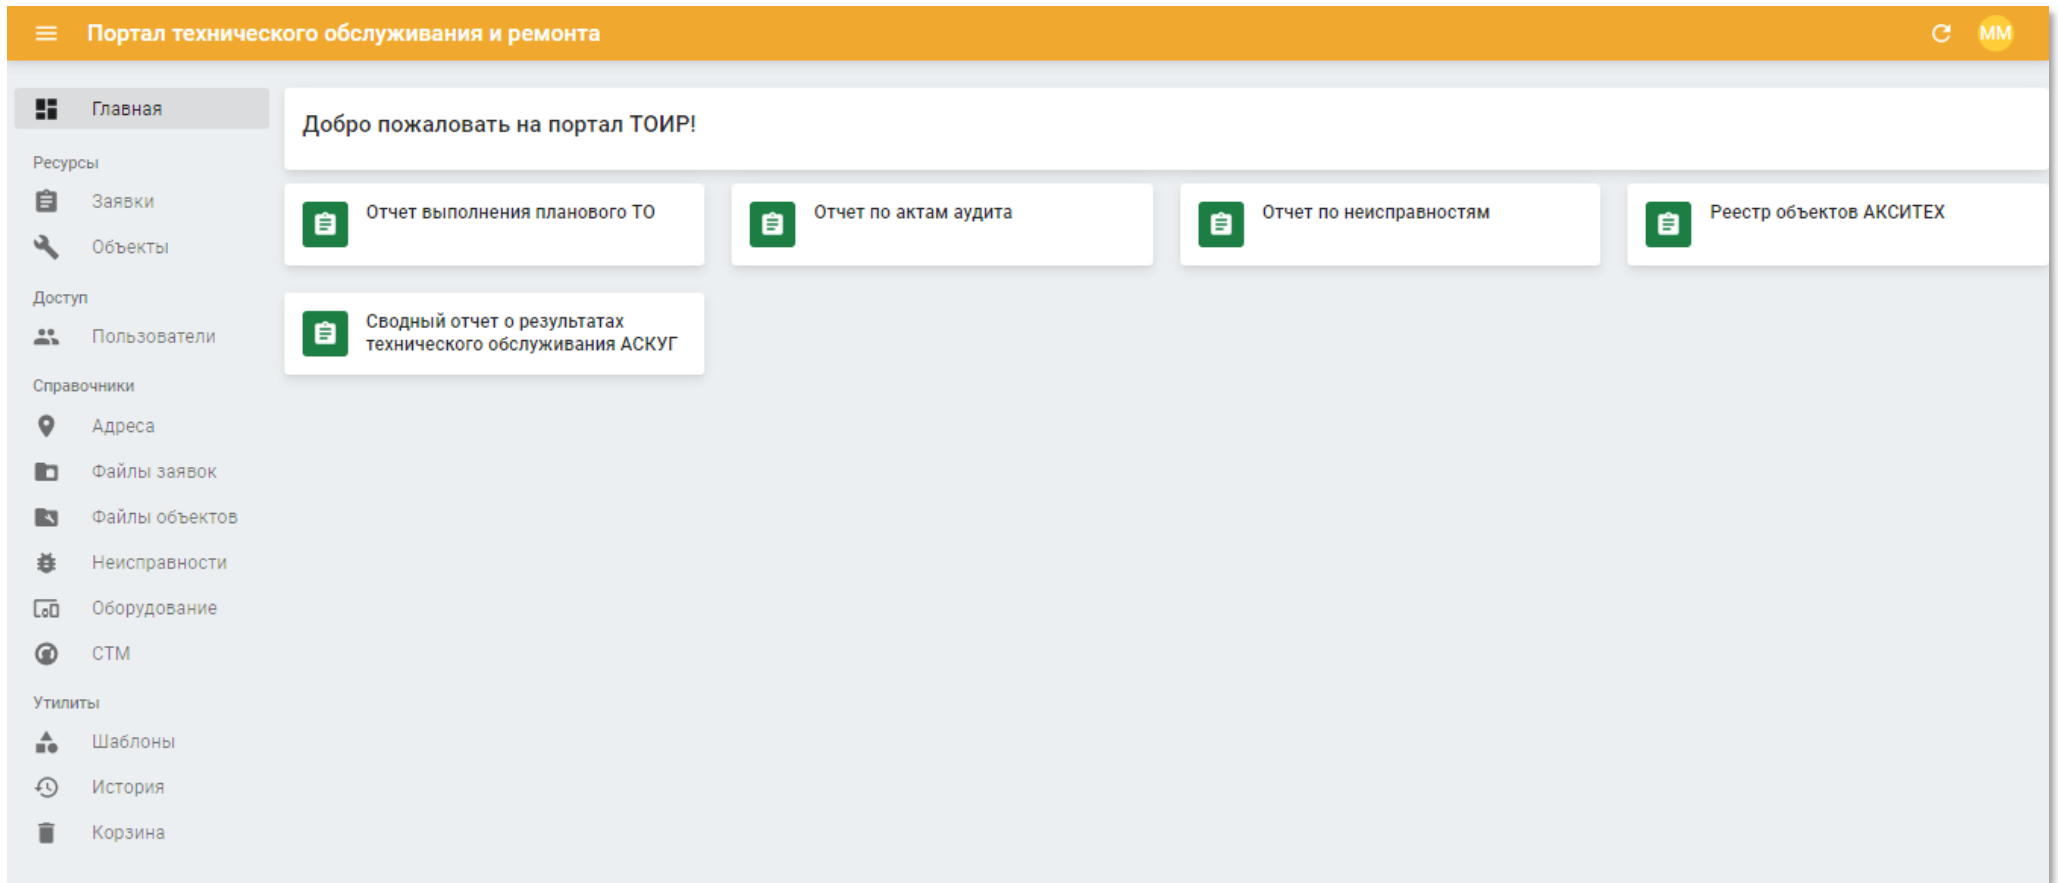 Портал технического обслуживания и ремонта
ММ
Главная
Ресурсы
Заявки
Объекты
Доступ
Пользователи
Справочники
Адреса
Файлы заявок
Файлы объектов
Неисправности
Оборудование
СТМ
Утилиты
Шаблоны
История
Корзина
Добро пожаловать на портал ТОИР!
Отчет выполнения планового ТО
Отчет по актам аудита
Отчет по неисправностям
Реестр объектов АКСИТЕХ
Сводный отчет о результатах
технического обслуживания АСКУГ